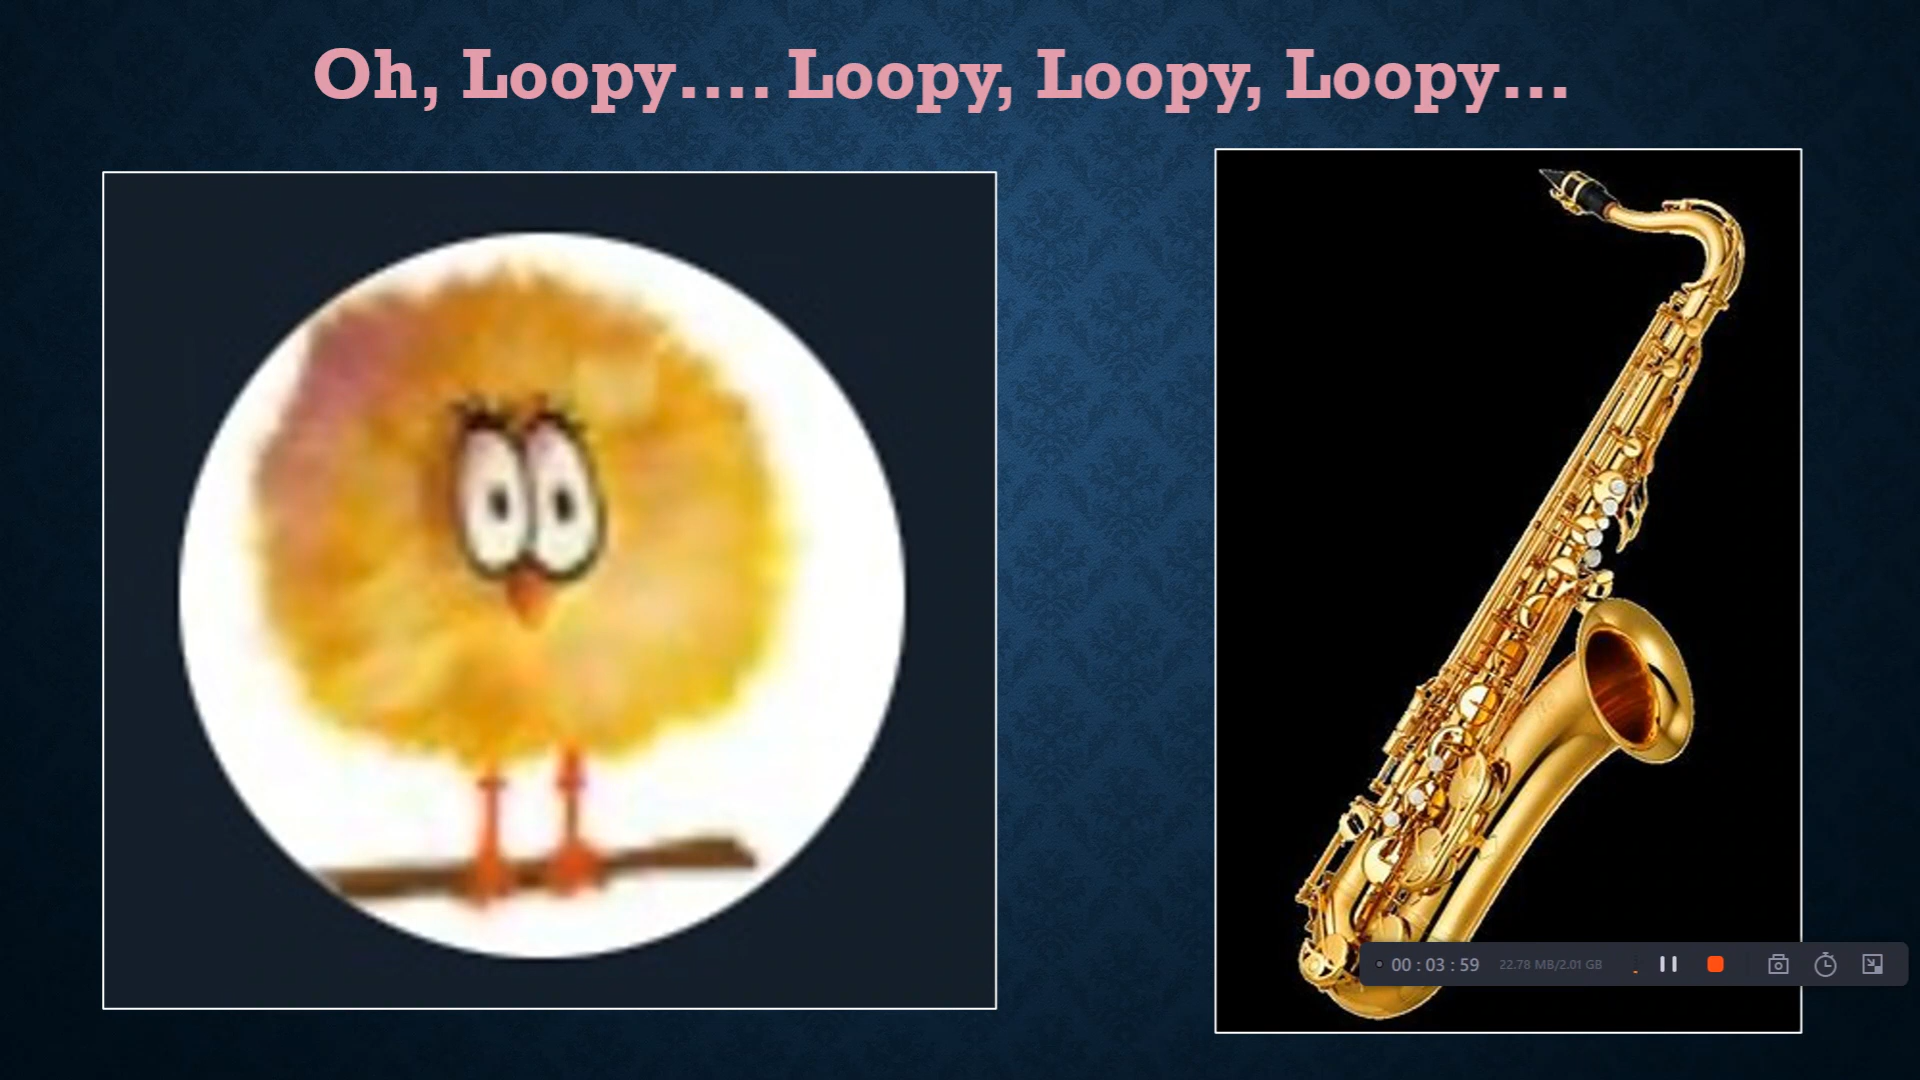 Oh, Loopy.... Loopy, Loopy, Loopy...
00 : 03 : 59 22.78 MB/2.01 GB